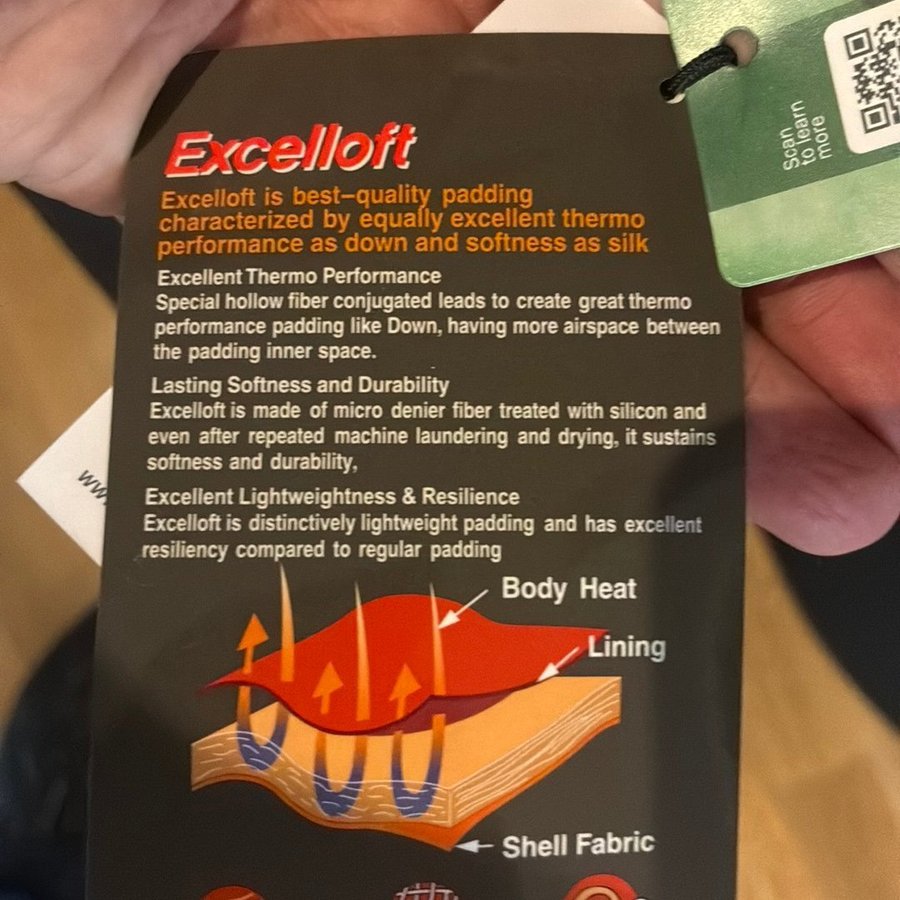 Excelloft
Excelloft is best-quality padding
characterized by equally excellent thermo
performance as down and softness as silk
Excellent Thermo Performance
Special hollow fiber conjugated leads to create great thermo
performance padding like Down, having more airspace between
the padding inner space.
Lasting Softness and Durability
Excelloft is made of micro denier fiber treated with silicon and
even after repeated machine laundering and drying, it sustains
softness and durability,
Excellent Lightweightness & Resilience
Excelloft is distinctively lightweight padding and has excellent
resiliency compared to regular padding
Body Heat
Lining
Shell Fabric
Scan
to learn
more